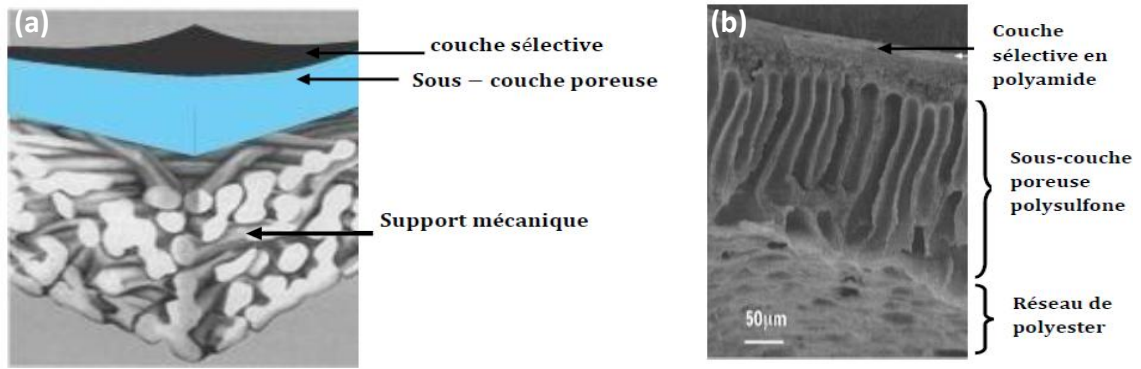 (a)
couche sélective
Sous – couche poreuse
Support mécanique
(b)
50µm
Couche
sélective en
polyamide
Sous-couche
poreuse
polysulfone
Réseau de
polyester